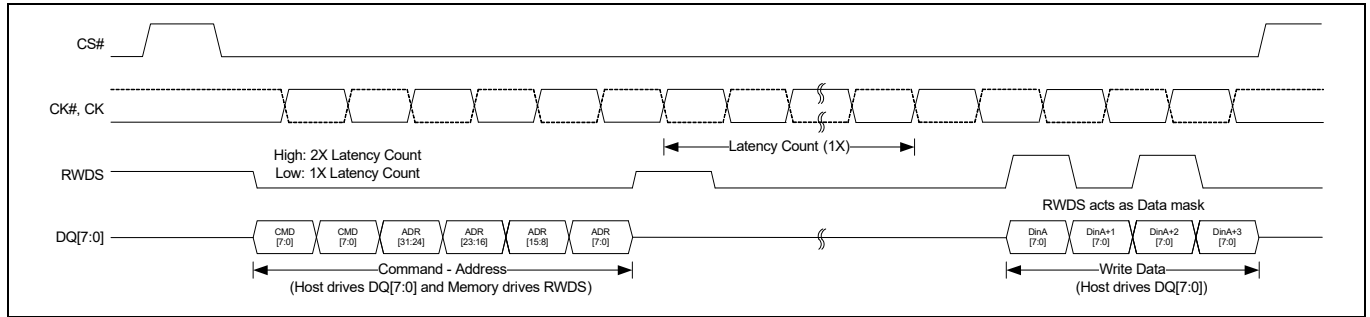 CS#
CK#, CK
Latency Count (1X)
High: 2X Latency Count
Low: 1X Latency Count
RWDS
RWDS acts as Data mask
DQ[7:0]
CMD
[7:0]
CMD
[7:0]
ADR
[31:24]
ADR
[23:16]
ADR
[15:8]
ADR
[7:0]
DinA
[7:0]
DinA+1
[7:0]
DinA+2
[7:0]
DinA+3
[7:0]
Command - Address
(Host drives DQ[7:0] and Memory drives RWDS)
Write Data
(Host drives DQ[7:0])